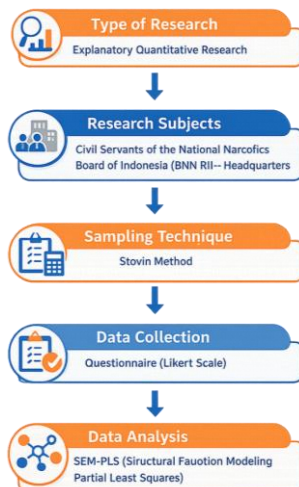 Type of Research
Explanatory Quantitative Research
Research Subjects
Civil Servants of the National Narcofics
Board of Indonesia (BNN RII-- Headquarters
Sampling Technique
Stovin Method
Data Collection
Questionnaire (Likert Scale)
Data Analysis
SEM-PLS (Siructural Fauotion Modeling
Partial Least Squares)